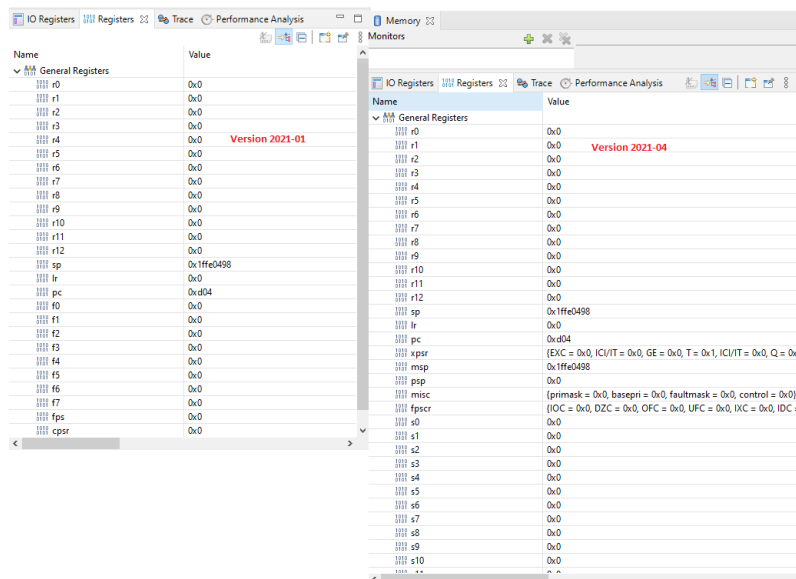 IO Registers Registers Trace Performance Analysis
Name Value
General Registers
r0 0x0
r1 0x0
r2 0x0
r3 0x0
r4 0x0
Version 2021-01
r5 0x0
r6 0x0
r7 0x0
r8 0x0
r9 0x0
r10 0x0
r11 0x0
r12 0x0
sp 0x1ffe0498
lr 0x0
pc 0xd04
f0 0x0
f1 0x0
f2 0x0
f3 0x0
f4 0x0
f5 0x0
f6 0x0
f7 0x0
fps 0x0
cpsr 0x0
Memory
Monitors
IO Registers Registers Trace Performance Analysis
Name Value
General Registers
r0 0x0
r1 0x0
Version 2021-04
r2 0x0
r3 0x0
r4 0x0
r5 0x0
r6 0x0
r7 0x0
r8 0x0
r9 0x0
r10 0x0
r11 0x0
r12 0x0
sp 0x1ffe0498
lr 0x0
pc 0xd04
xpsr {EXC = 0x0, ICI/IT = 0x0, GE = 0x0, T = 0x1, ICI/IT = 0x0, Q = 0x
msp 0x1ffe0498
psp 0x0
misc {primask = 0x0, basepri = 0x0, faultmask = 0x0, control = 0x0}
fpscr {IOC = 0x0, DZC = 0x0, OFC = 0x0, UFC = 0x0, IXC = 0x0, IDC =
s0 0x0
s1 0x0
s2 0x0
s3 0x0
s4 0x0
s5 0x0
s6 0x0
s7 0x0
s8 0x0
s9 0x0
s10 0x0